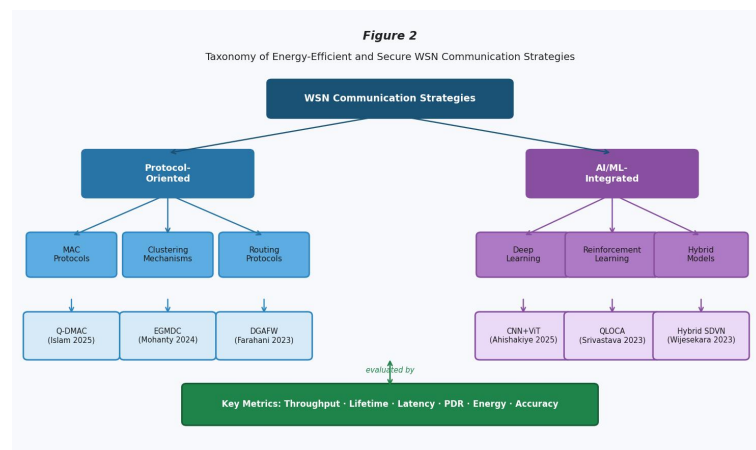 Figure 2
Taxonomy of Energy-Efficient and Secure WSN Communication Strategies
WSN Communication Strategies
Protocol-
Oriented
AI/ML-
Integrated
MAC
Protocols
Clustering
Mechanisms
Routing
Protocols
Deep
Learning
Reinforcement
Learning
Hybrid
Models
Q-DMAC
(Islam 2025)
EGMDC
(Mohanty 2024)
DGAFW
(Farahani 2023)
CNN+ViT
(Ahishakiye 2025)
QLOCA
(Srivastava 2023)
Hybrid SDVN
(Wijesekara 2023)
evaluated by
Key Metrics: Throughput · Lifetime · Latency · PDR · Energy · Accuracy